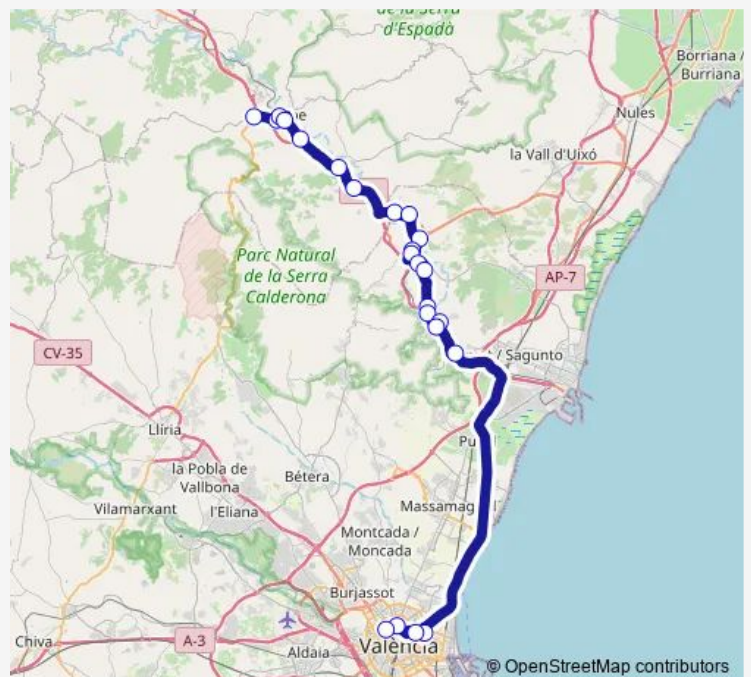 de la Serra
d'Espadà
Borriana /
Burriana
Nules
la Vall d'Uixó
Parc Natural
de la Serra
Calderona
AP-7
CV-35
/ Sagunto
Llíria
la Pobla de
Vallbona
Bétera
Vilamarxant
l'Eliana
Massamag
Montcada /
Moncada
Burjassot
A-3
Chiva
València
Aldaia
© OpenStreetMap contributors